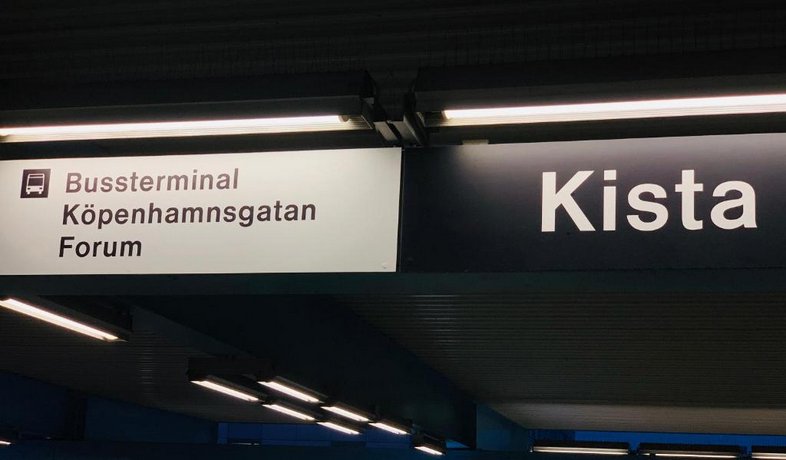 Bussterminal
Köpenhamnsgatan
Forum
Kista